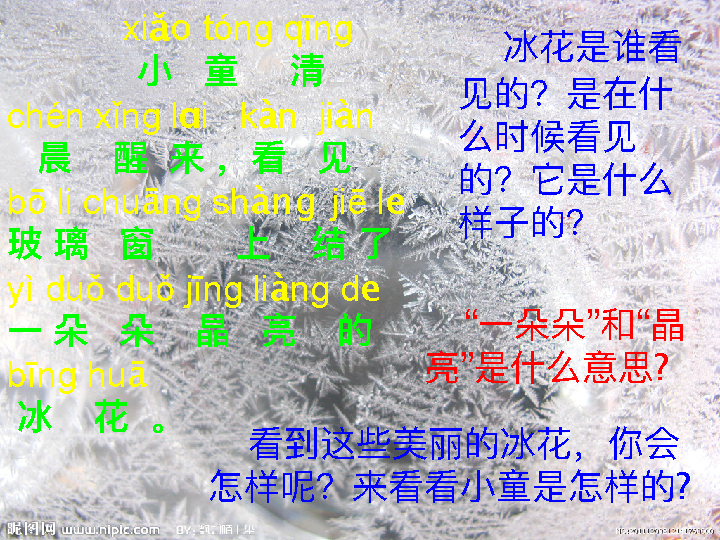 xiǎo tóng qīng
小 童 清
chén xǐng lɑi kàn jiàn
晨 醒 来，看 见
bō li chuāng shàng jiē le
玻 璃 窗 上 结 了
yì duǒ duǒ jīng liàng de
一 朵 朵 晶 亮 的
bīng huā
冰 花 。
冰花是谁看
见的？是在什
么时候看见
的？它是什么
样子的？
“一朵朵”和“晶
亮”是什么意思？
看到这些美丽的冰花，你会
怎样呢？来看看小童是怎样的？
昵图网 www.nipic.com